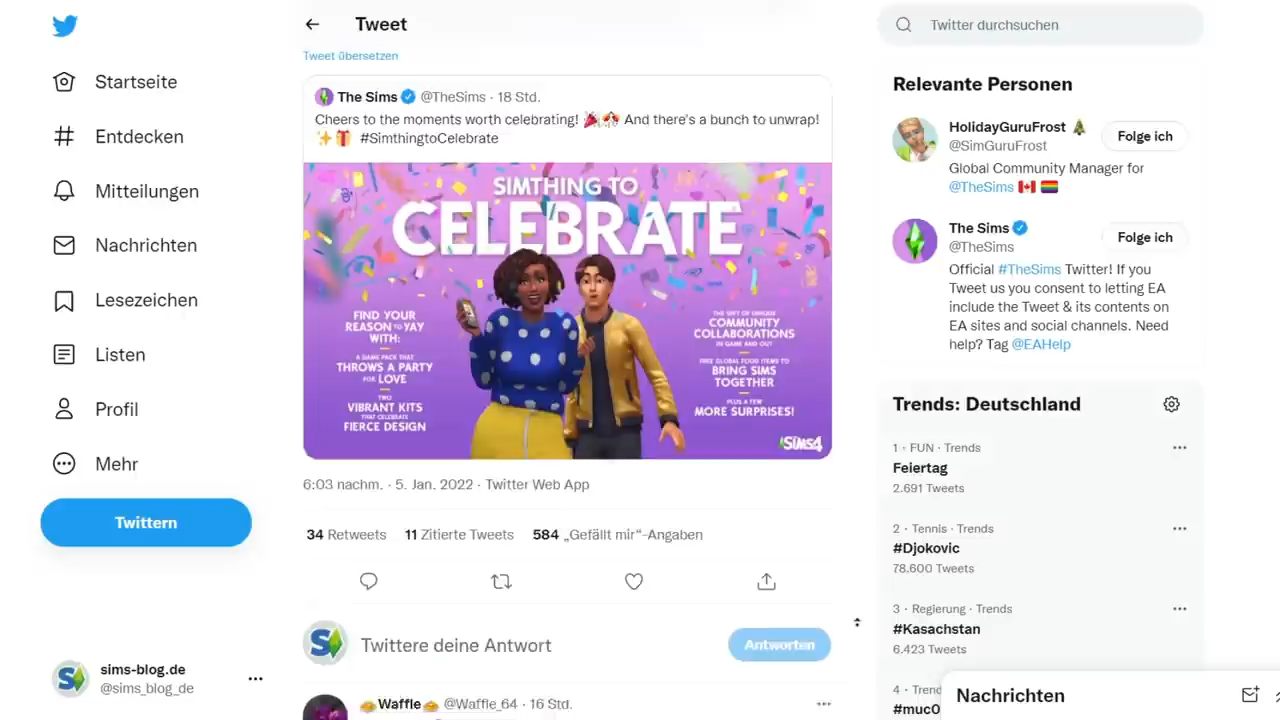 Tweet
Twitter durchsuchen
Startseite
Entdecken
Mitteilungen
Nachrichten
Lesezeichen
Listen
Profil
Mehr
Twittern
sims-blog.de
@sims_blog_de
Tweet übersetzen
The Sims @TheSims · 18 Std.
Cheers to the moments worth celebrating! And there's a bunch to unwrap!
#SimthingtoCelebrate
SIMTHING TO
CELEBRATE
FIND YOUR
REASON TO YAY
WITH:
A GAME PACK THAT
THROWS A PARTY
FOR LOVE
TWO
VIBRANT KITS
THAT CELEBRATE
FIERCE DESIGN
THE GIFT OF UNIQUE
COMMUNITY
COLLABORATIONS
IN GAME AND OUT
FREE GLOBAL FOOD ITEMS TO
BRING SIMS
TOGETHER
PLUS A FEW
MORE SURPRISES!
THE SIMS 4
6:03 nachm. · 5. Jan. 2022 · Twitter Web App
34 Retweets 11 Zitierte Tweets 584 „Gefällt mir“-Angaben
Twittere deine Antwort
Antworten
Waffle @Waffle_64 · 16 Std.
Relevante Personen
HolidayGuruFrost
@SimGuruFrost
Folge ich
Global Community Manager for
@TheSims
The Sims
@TheSims
Folge ich
Official #TheSims Twitter! If you
Tweet us you consent to letting EA
include the Tweet & its contents on
EA sites and social channels. Need
help? Tag @EAHelp
Trends: Deutschland
1 · FUN · Trends
Feiertag
2.691 Tweets
2 · Tennis · Trends
#Djokovic
78.600 Tweets
3 · Regierung · Trends
#Kasachstan
6.423 Tweets
4 · Trend
#muc0
Nachrichten